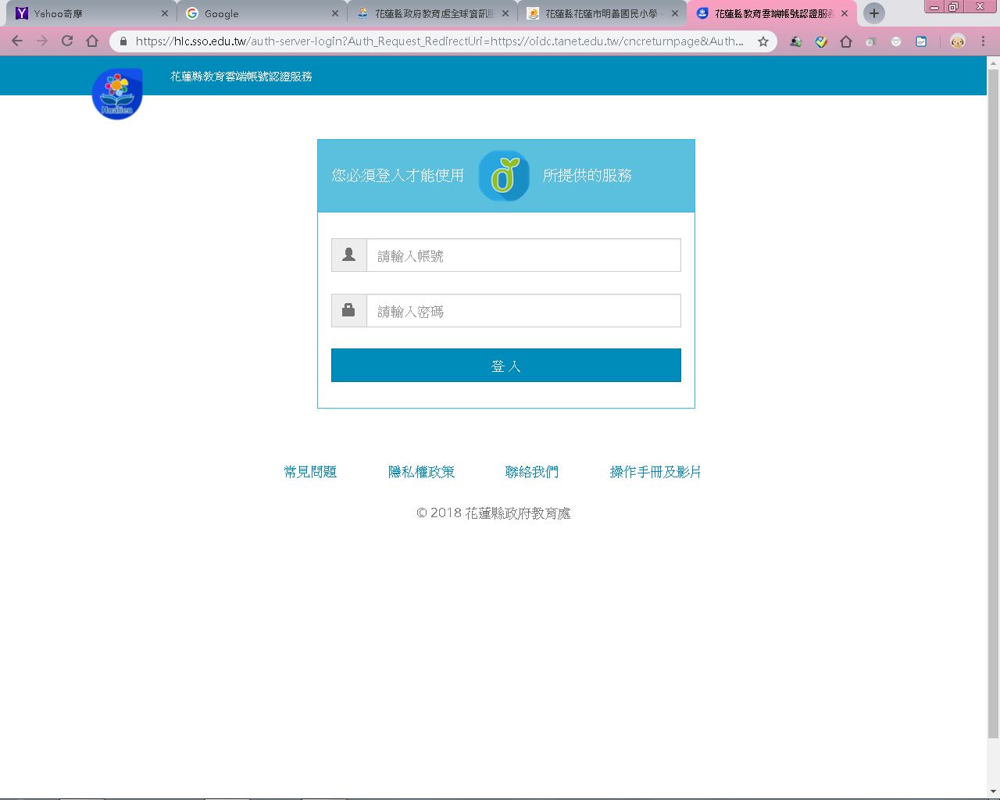 Yahoo奇摩
Google
花蓮縣政府教育處全球資訊服
花蓮縣花蓮市明義國民小學 -
花蓮縣教育雲端帳號認證服務
https://hlc.sso.edu.tw/auth-server-login?Auth_Request_RedirectUri=https://oidc.tanet.edu.tw/cncreturnpage&Auth...
Hualien
花蓮縣教育雲端帳號認證服務
您必須登入才能使用 所提供的服務
請輸入帳號
請輸入密碼
登入
常見問題 隱私權政策 聯絡我們 操作手冊及影片
© 2018 花蓮縣政府教育處